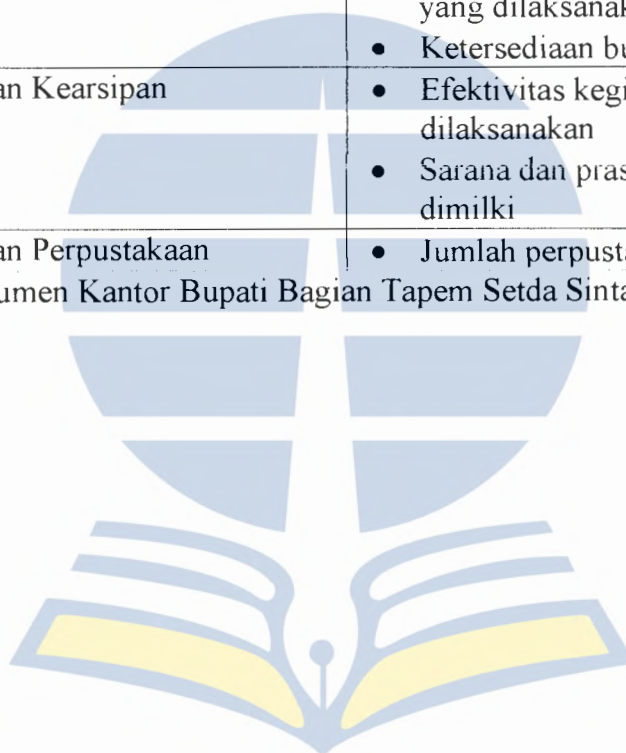 yang dilaksanak
• Ketersediaan bu
an Kearsipan
• Efektivitas kegi
dilaksanakan
• Sarana dan pras
dimilki
an Perpustakaan
• Jumlah perpusta
umen Kantor Bupati Bagian Tapem Setda Sinta